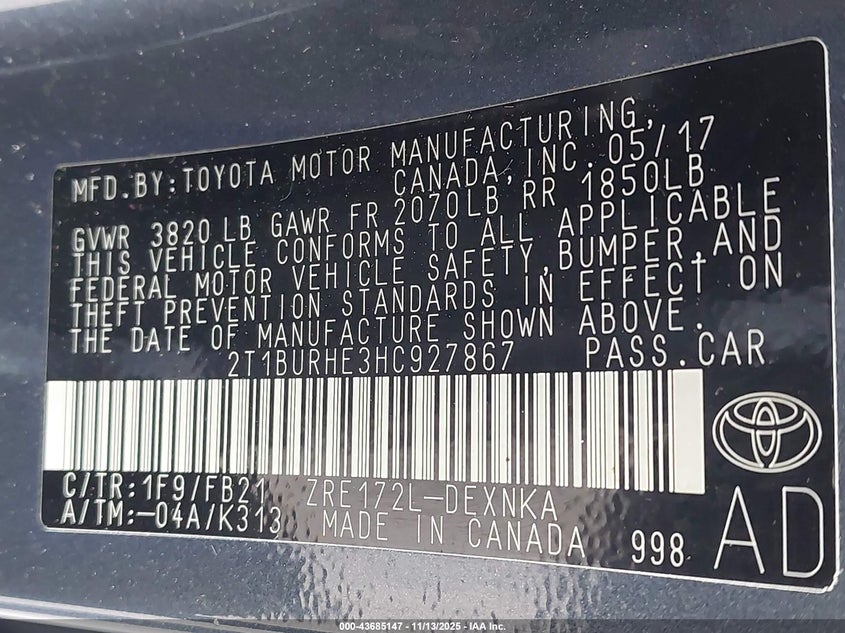 MFD.BY:TOYOTA MOTOR MANUFACTURING,
CANADA,INC. 05/17
GVWR 3820 LB GAWR FR 2070LB RR 1850LB
THIS VEHICLE CONFORMS TO ALL APPLICABLE
FEDERAL MOTOR VEHICLE SAFETY,BUMPER,AND
THEFT PREVENTION STANDARDS IN EFFECT ON
THE DATE OF MANUFACTURE SHOWN ABOVE.
2T1BURHE3HC927867 PASS.CAR
C/TR:1F9/FB21 ZRE172L-DEXNKA
A/TM:-04A/K313 MADE IN CANADA 998 AD
000-43685147 - 11/13/2025 - IAA Inc.